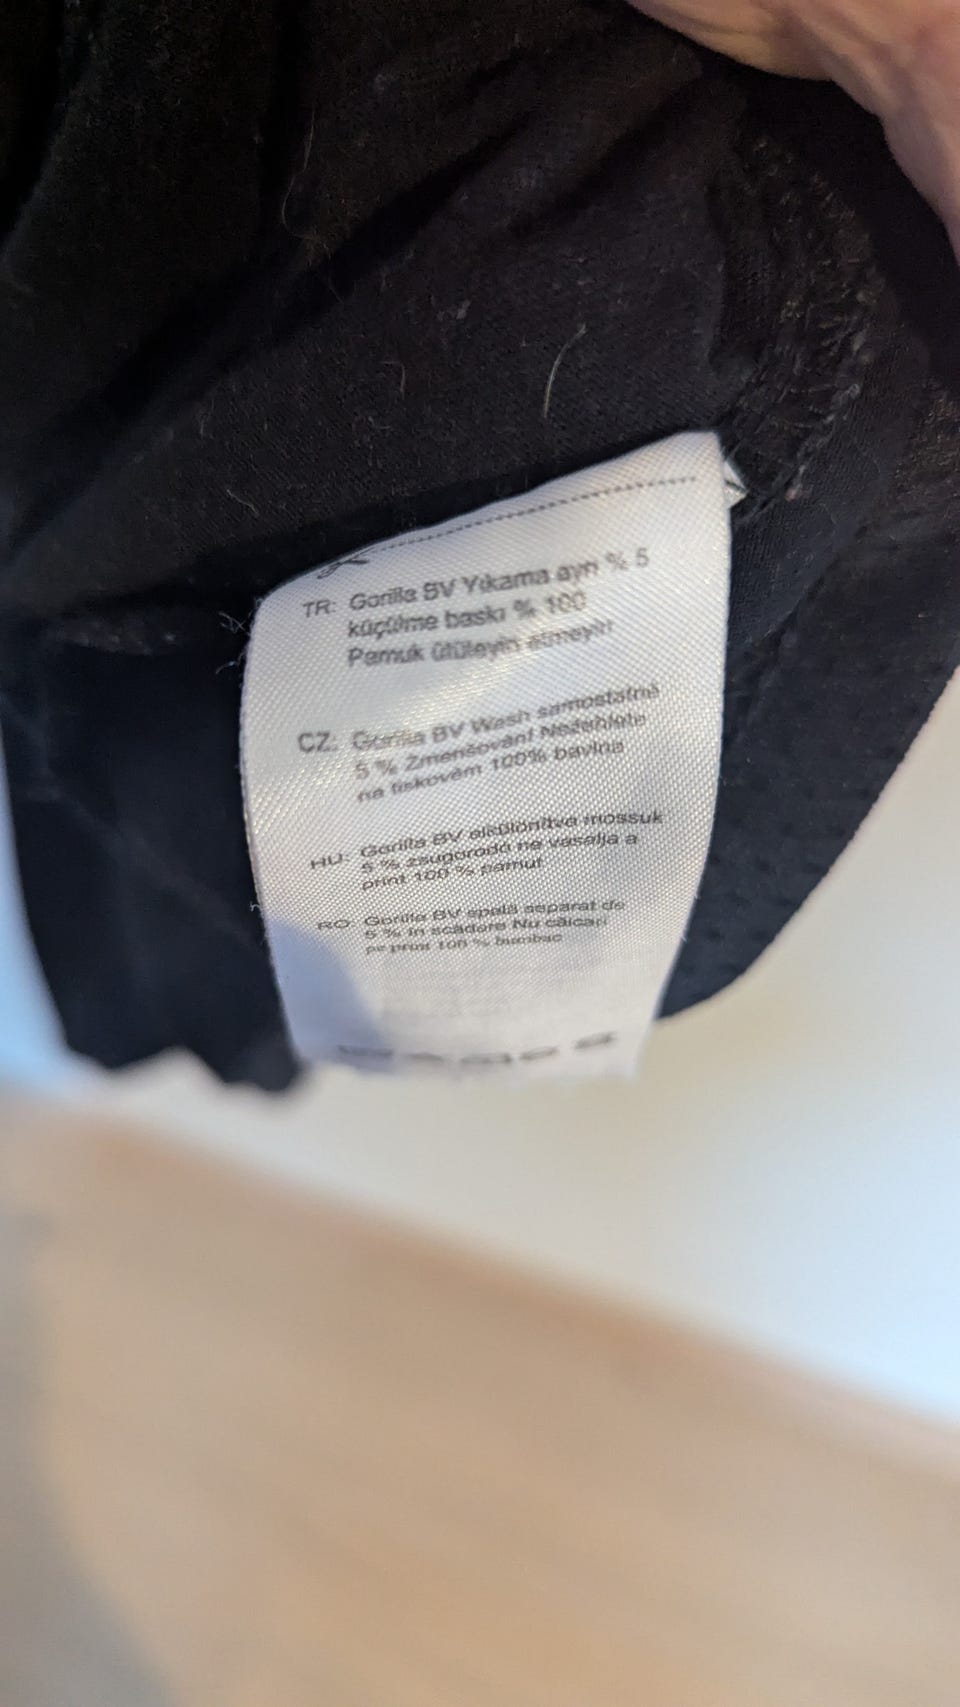 TR: Gorilla BV Yıkama ayrı % 5
küçülme baskı % 100
Pamuk ütüleyin etmeyin
CZ: Gorilla BV Wash samostatně
5 % Zmenšování Nežehlete
na tiskovém 100% bavlna
HU: Gorilla BV elkülönítve mossuk
5 % zsugorodó ne vasalja a
print 100 % pamut
RO: Gorilla BV spală separat de
5 % în scădere Nu călcați
pe print 100 % bumbac